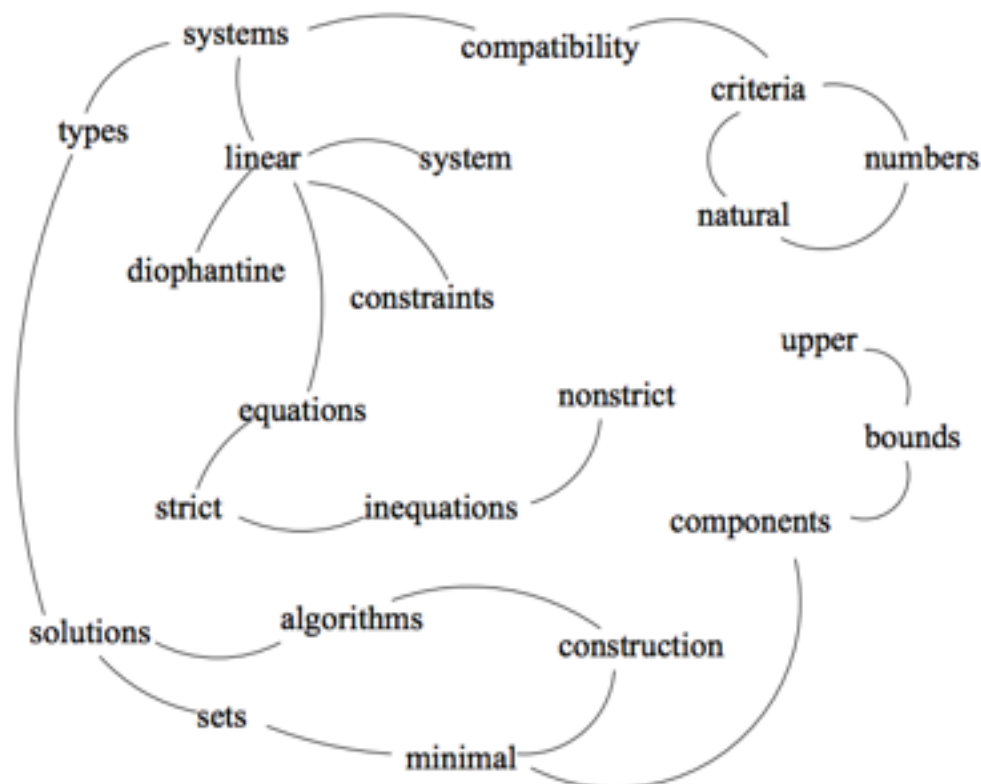 systems
compatibility
criteria
types
linear
system
numbers
natural
diophantine
constraints
upper
equations
nonstrict
bounds
strict
inequations
components
solutions
algorithms
construction
sets
minimal